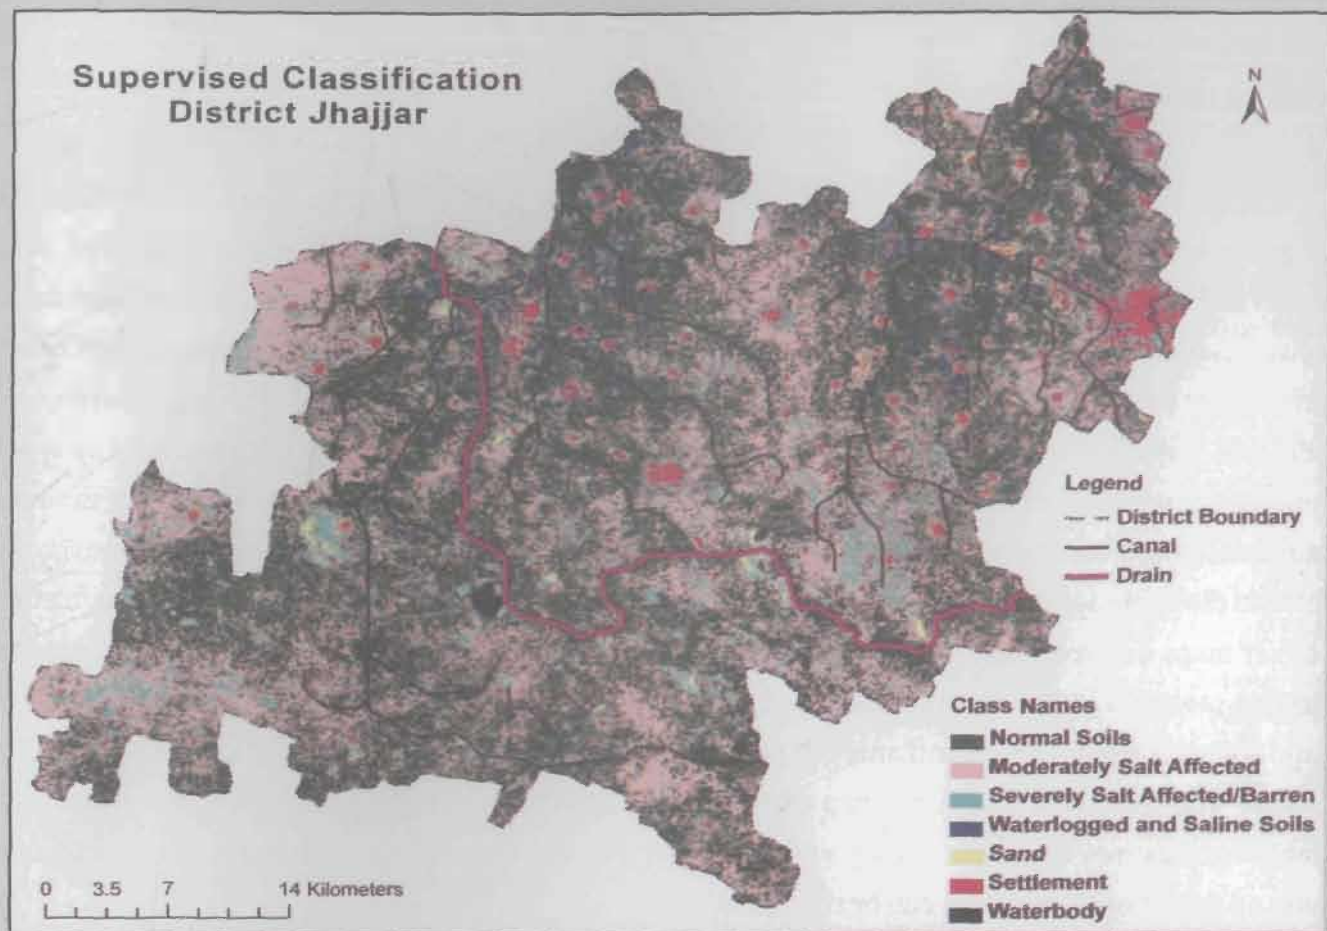 Supervised Classification
District Jhajjar
N
Legend
District Boundary
Canal
Drain
Class Names
Normal Soils
Moderately Salt Affected
Severely Salt Affected/Barren
Waterlogged and Saline Soils
Sand
Settlement
Waterbody
0 3.5 7 14 Kilometers